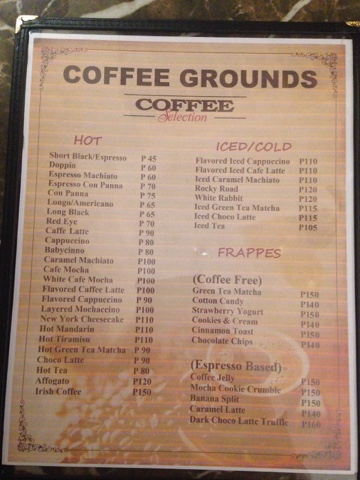 COFFEE GROUNDS
COFFEE
Selection
HOT
Short Black/Espresso P 45
Doppin P 60
Espresso Machiato P 60
Espresso Con Panna P 70
Con Panna P 75
Longo/Americano P 65
Long Black P 65
Red Eye P 70
Caffe Latte P 90
Cappucino P 80
Babycinno P 80
Caramel Machiato P100
Cafe Mocha P100
White Cafe Mocha P100
Flavored Caffee Latte P100
Flavored Cappucino P 90
Layered Mochaccino P100
New York Cheesecake P110
Hot Mandarin P110
Hot Tiramisu P110
Hot Green Tea Matcha P 90
Choco Latte P 90
Hot Tea P 80
Affogato P120
Irish Coffee P150
ICED/COLD
Flavored Iced Cappucino P110
Flavored Iced Cafe Latte P110
Iced Caramel Machiato P110
Rocky Road P120
White Rabbit P120
Iced Green Tea Matcha P115
Iced Choco Latte P115
Iced Tea P105
FRAPPES
(Coffee Free)
Green Tea Matcha P150
Cotton Candy P140
Strawberry Yogurt P150
Cookies & Cream P140
Cinnamon Toast P150
Chocolate Chips P140
(Espresso Based)
Coffee Jelly P150
Mocha Cookie Crumble P150
Banana Split P150
Caramel Latte P140
Dark Choco Latte Truffle P160